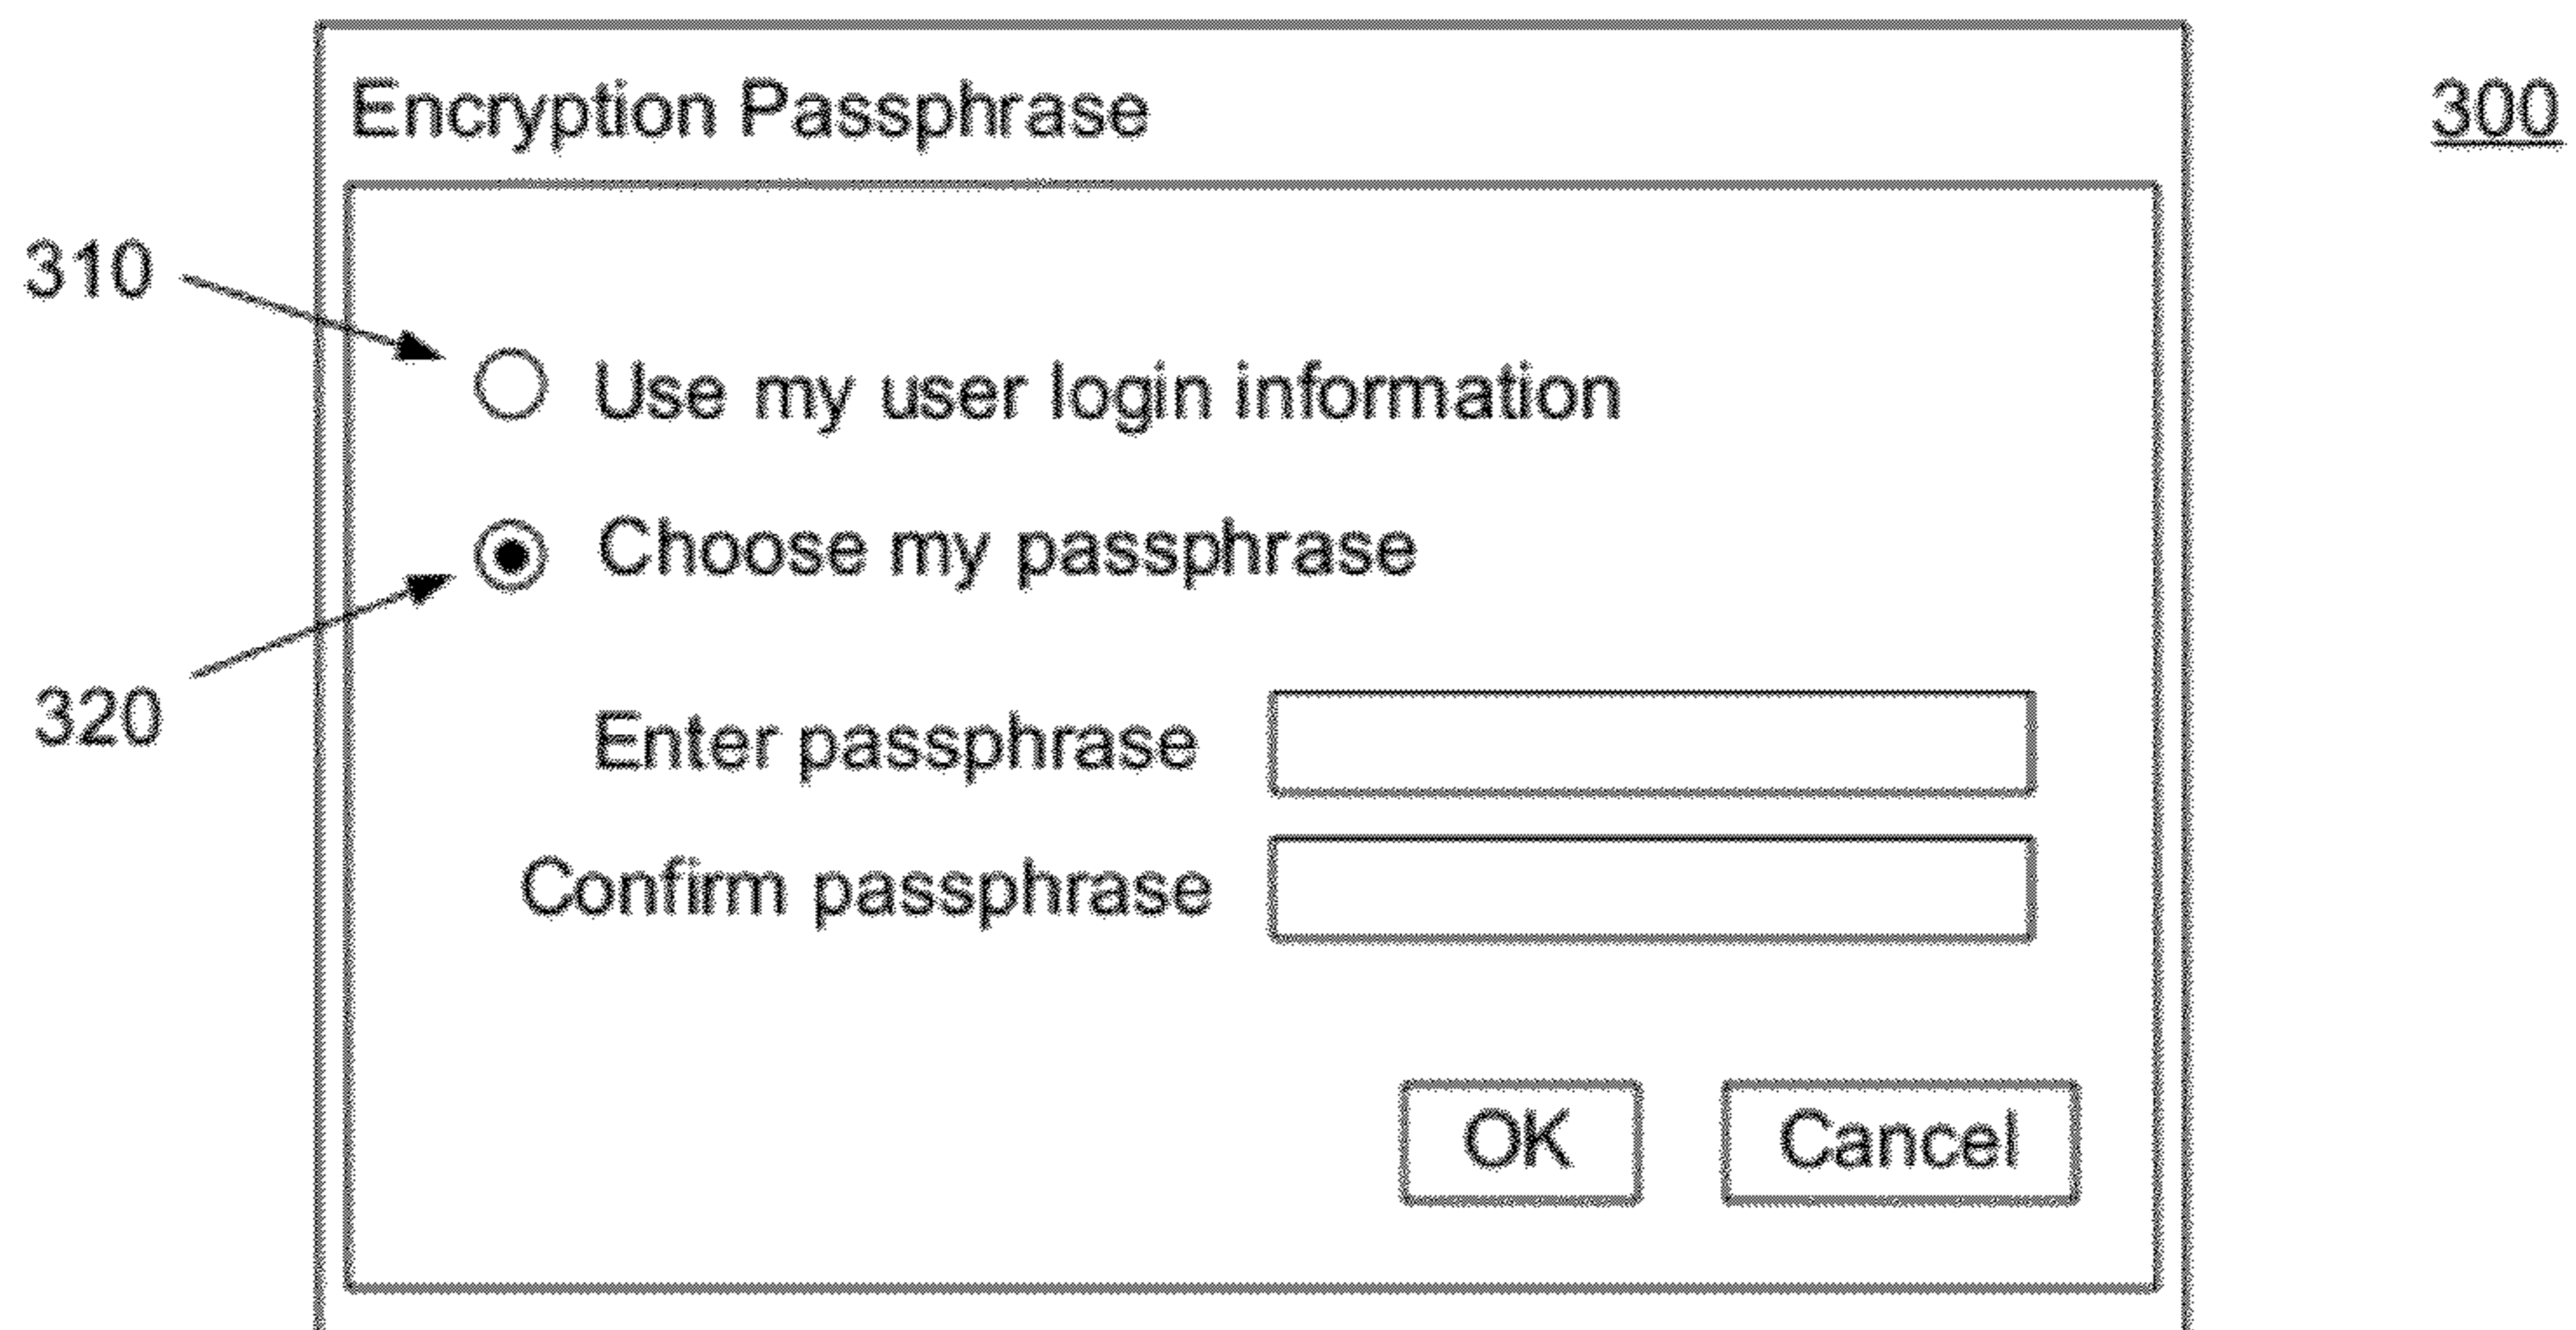 Encryption Passphrase
300
310
Use my user login information
Choose my passphrase
320
Enter passphrase
Confirm passphrase
OK
Cancel